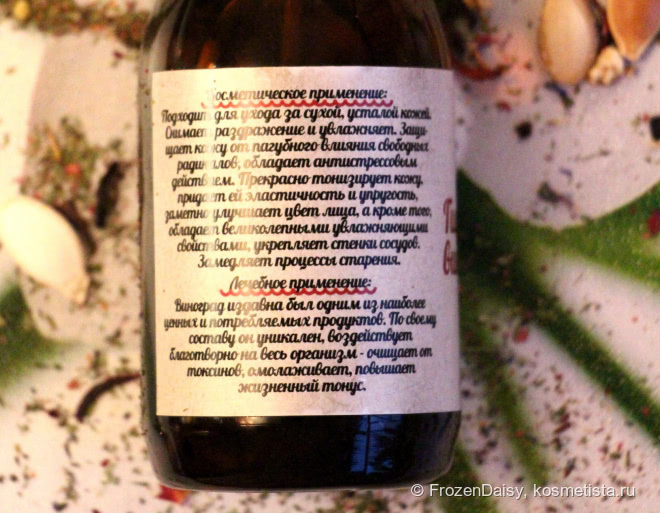 Косметическое применение:
Подходит для ухода за сухой, усталой кожей.
Снимает раздражение и увлажняет. Защи-
щает кожу от пагубного влияния свободных
радикалов, обладает антистрессовым
действием. Прекрасно тонизирует кожу,
придает ей эластичность и упругость,
заметно улучшает цвет лица, а кроме того,
обладает великолепными увлажняющими
свойствами, укрепляет стенки сосудов.
Замедляет процессы старения.
Лечебное применение:
Виноград издавна был одним из наиболее
ценных и потребляемых продуктов. По своему
составу он уникален, воздействует
благотворно на весь организм - очищает от
токсинов, омолаживает, повышает
жизненный тонус.
© FrozenDaisy, kosmetista.ru